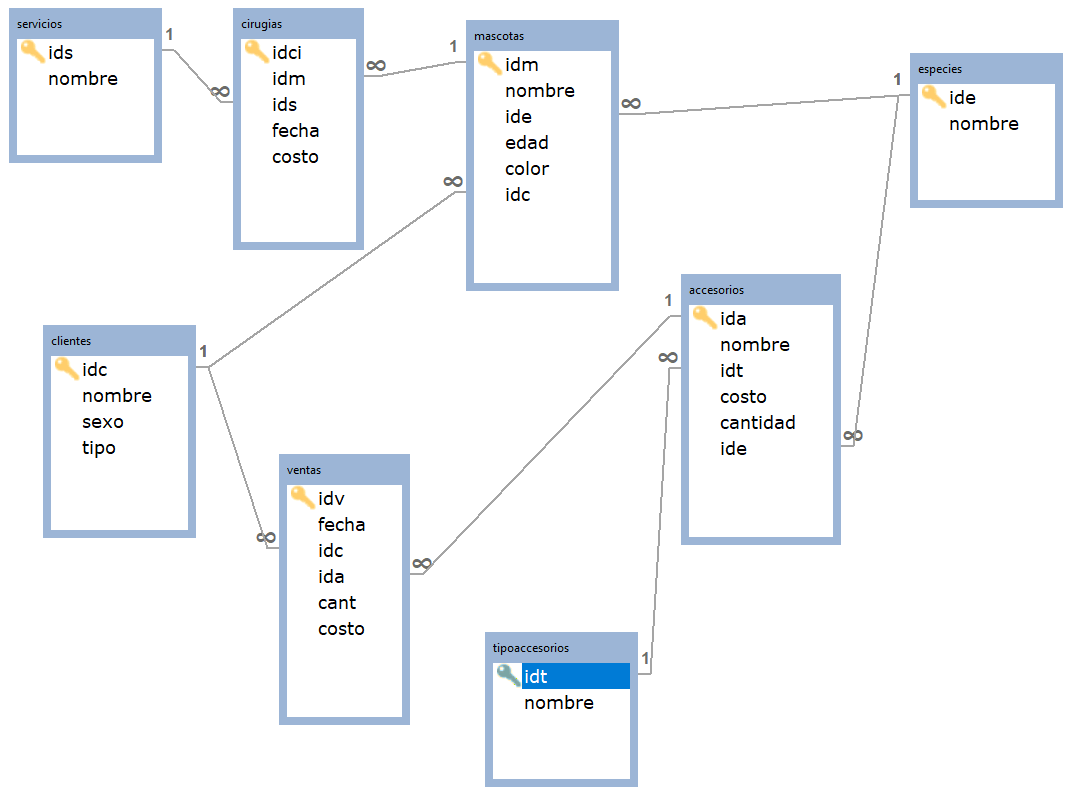 servicios
ids
nombre
1
∞
cirugias
idci
idm
ids
fecha
costo
∞
1
mascotas
idm
nombre
ide
edad
color
idc
∞
∞
1
especies
ide
nombre
clientes
idc
nombre
sexo
tipo
1
∞
ventas
idv
fecha
idc
ida
cant
costo
∞
1
∞
accesorios
ida
nombre
idt
costo
cantidad
ide
∞
tipoaccesorios
idt
nombre
1